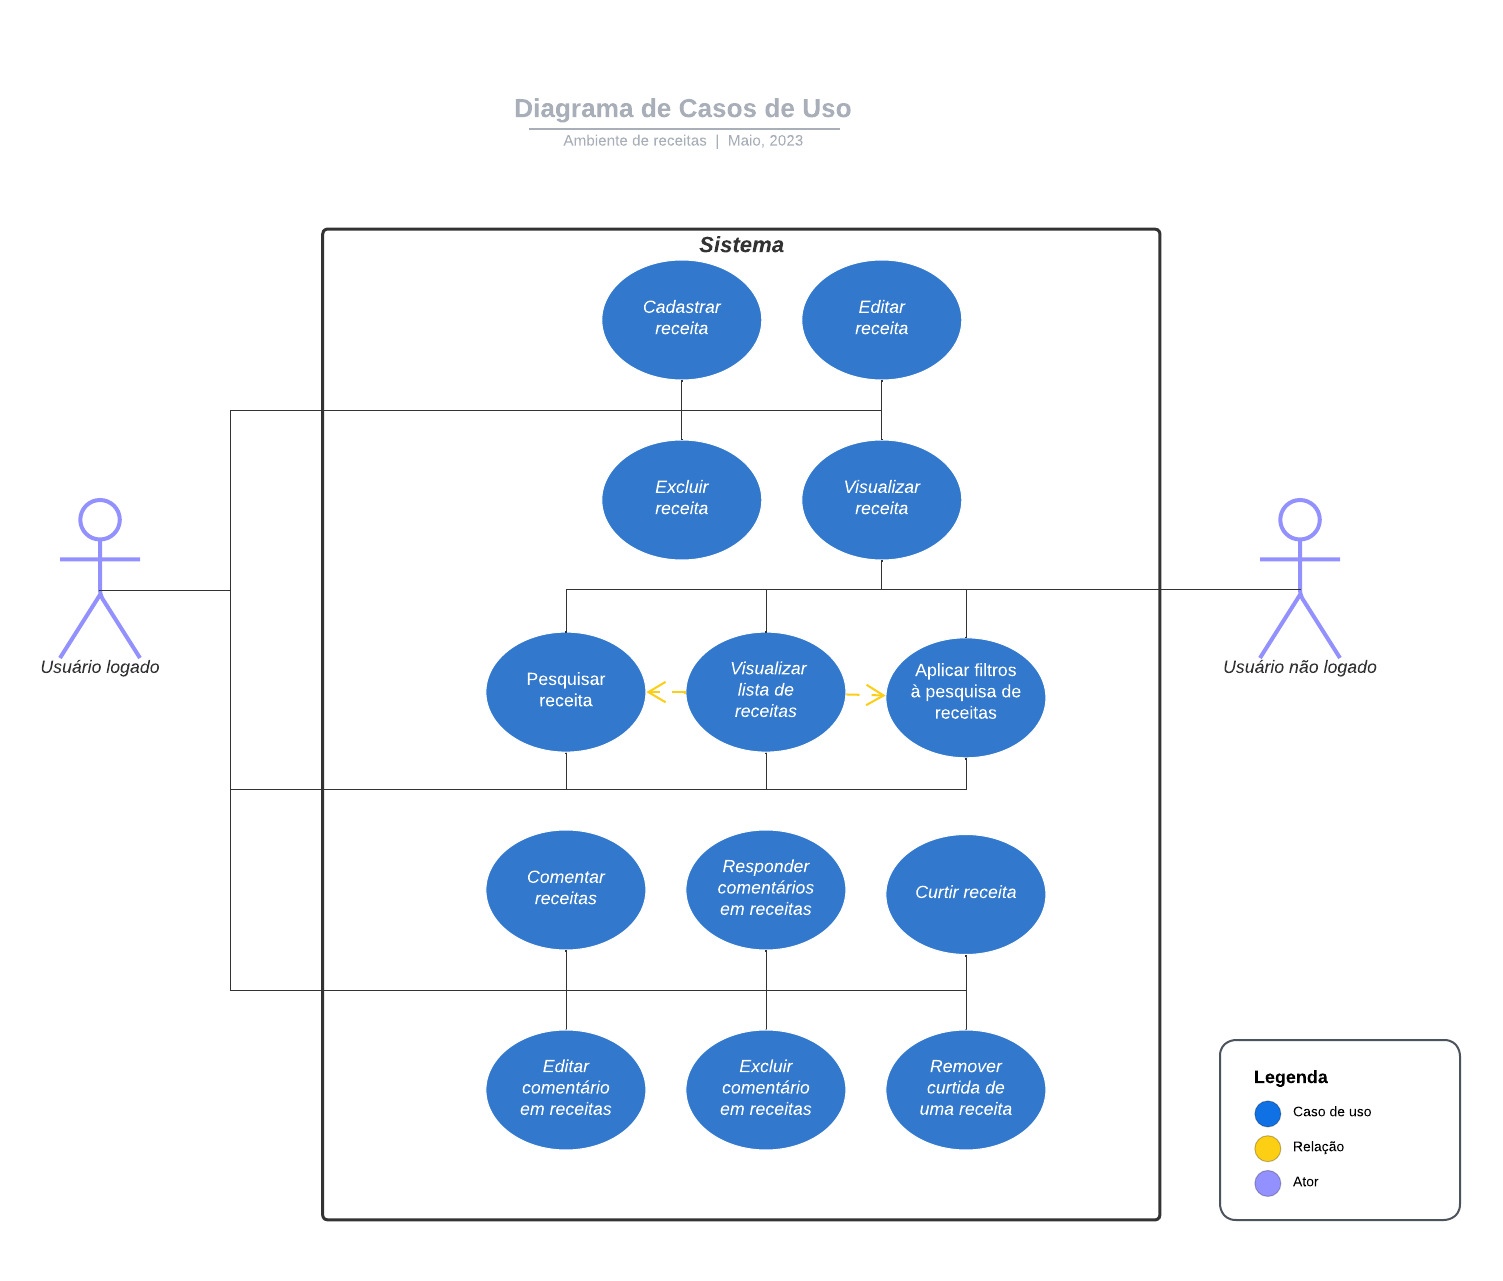 Diagrama de Casos de Uso
Ambiente de receitas | Maio, 2023
Sistema
Cadastrar
receita
Editar
receita
Excluir
receita
Visualizar
receita
Usuário logado
Usuário não logado
Pesquisar
receita
Visualizar
lista de
receitas
Aplicar filtros
à pesquisa de
receitas
Comentar
receitas
Responder
comentários
em receitas
Curtir receita
Editar
comentário
em receitas
Excluir
comentário
em receitas
Remover
curtida de
uma receita
Legenda
Caso de uso
Relação
Ator